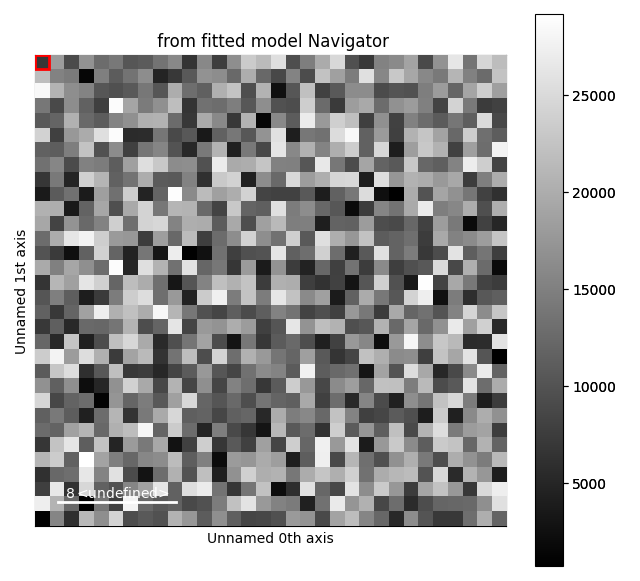 from fitted model Navigator
25000
20000
15000
10000
5000
Unnamed 1st axis
8 <undefined>
Unnamed 0th axis